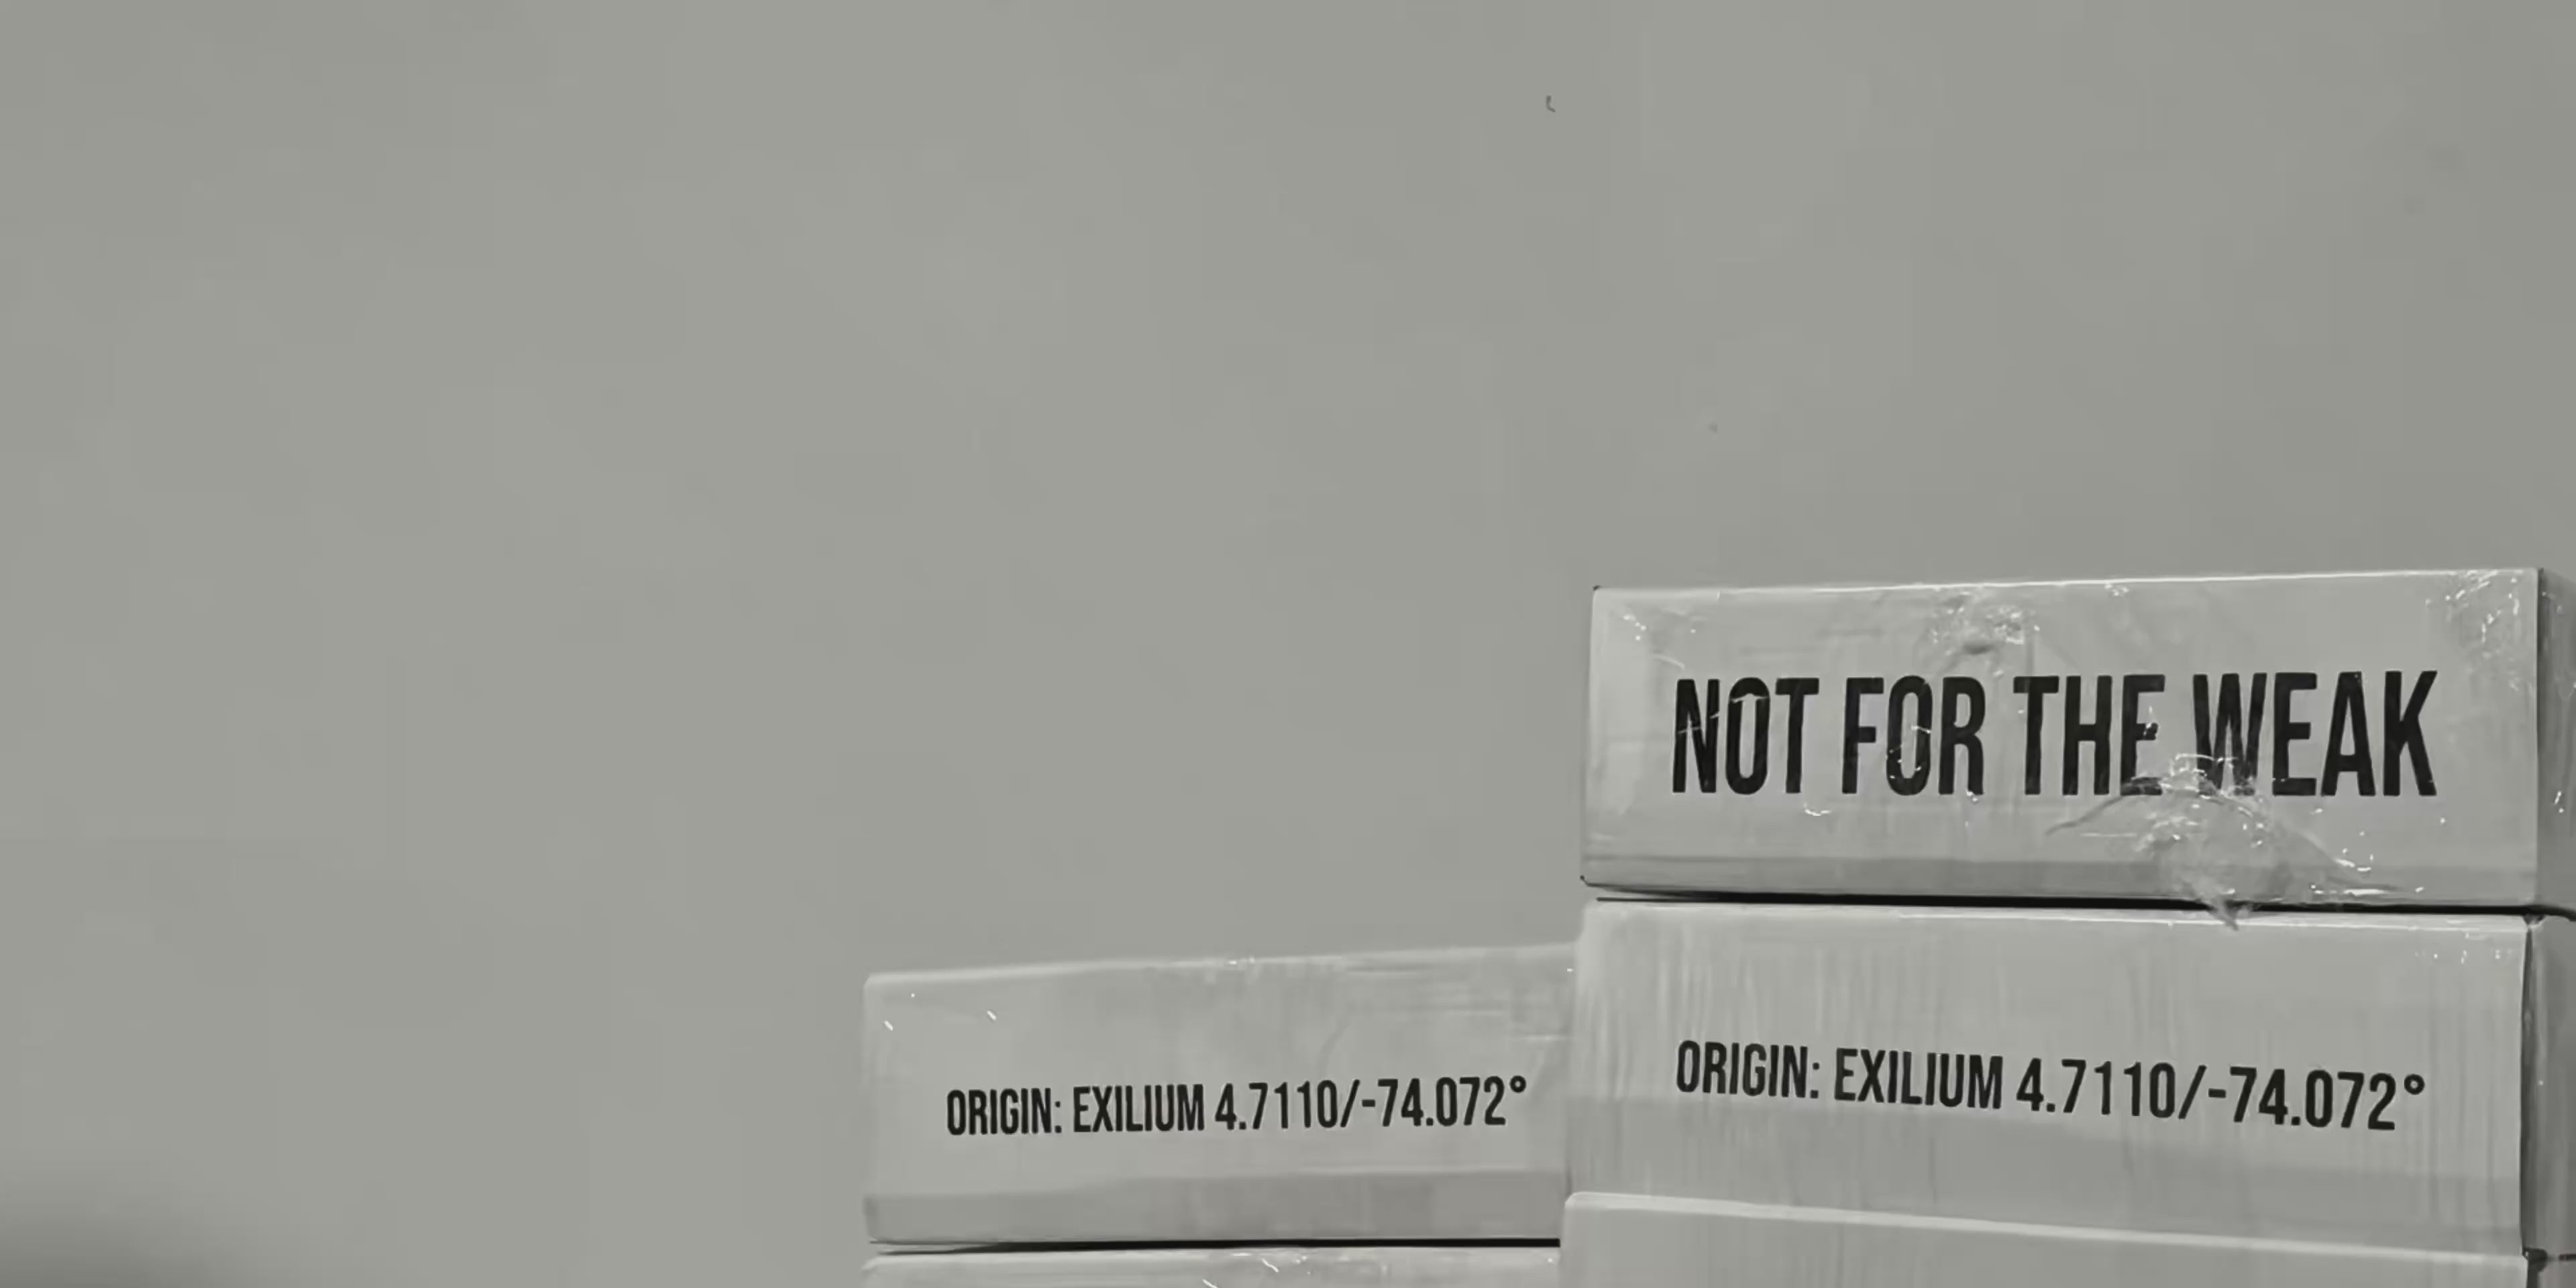 NOT FOR THE WEAK
ORIGIN: EXILIUM 4.7110/-74.072°
ORIGIN: EXILIUM 4.7110/-74.072°